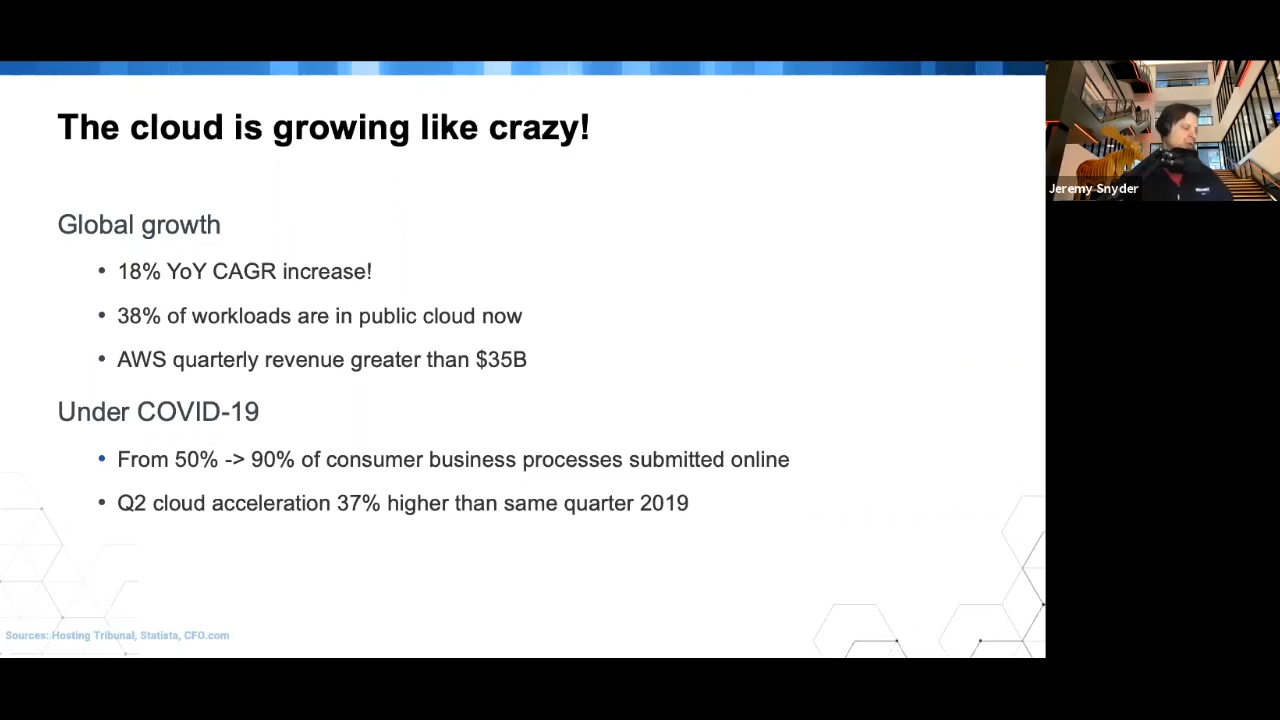 The cloud is growing like crazy!
Global growth
• 18% YoY CAGR increase!
• 38% of workloads are in public cloud now
• AWS quarterly revenue greater than $35B
Under COVID-19
• From 50% -> 90% of consumer business processes submitted online
• Q2 cloud acceleration 37% higher than same quarter 2019
Sources: Hosting Tribunal, Statista, CFO.com
Jeremy Snyder